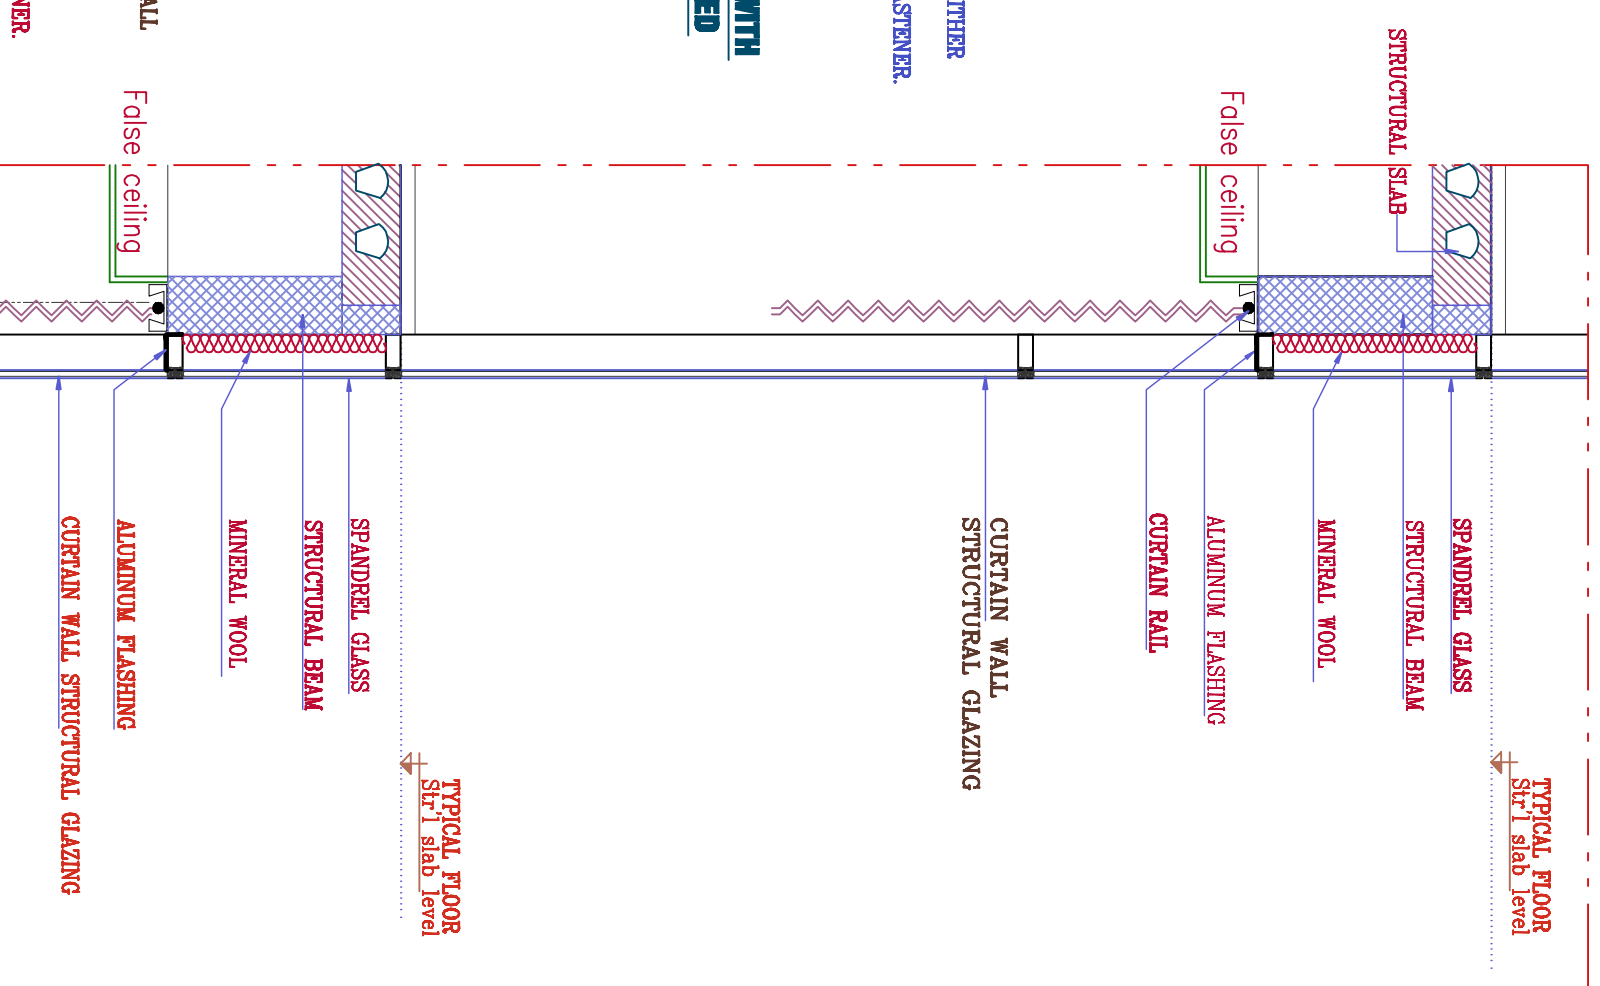 STRUCTURAL SLAB
False ceiling
TYPICAL FLOOR
Str'l slab level
SPANDREL GLASS
STRUCTURAL BEAM
MINERAL WOOL
ALUMINUM FLASHING
CURTAIN RAIL
CURTAIN WALL
STRUCTURAL GLAZING
WITH
False ceiling
TYPICAL FLOOR
Str'l slab level
SPANDREL GLASS
STRUCTURAL BEAM
MINERAL WOOL
ALUMINUM FLASHING
CURTAIN WALL STRUCTURAL GLAZING